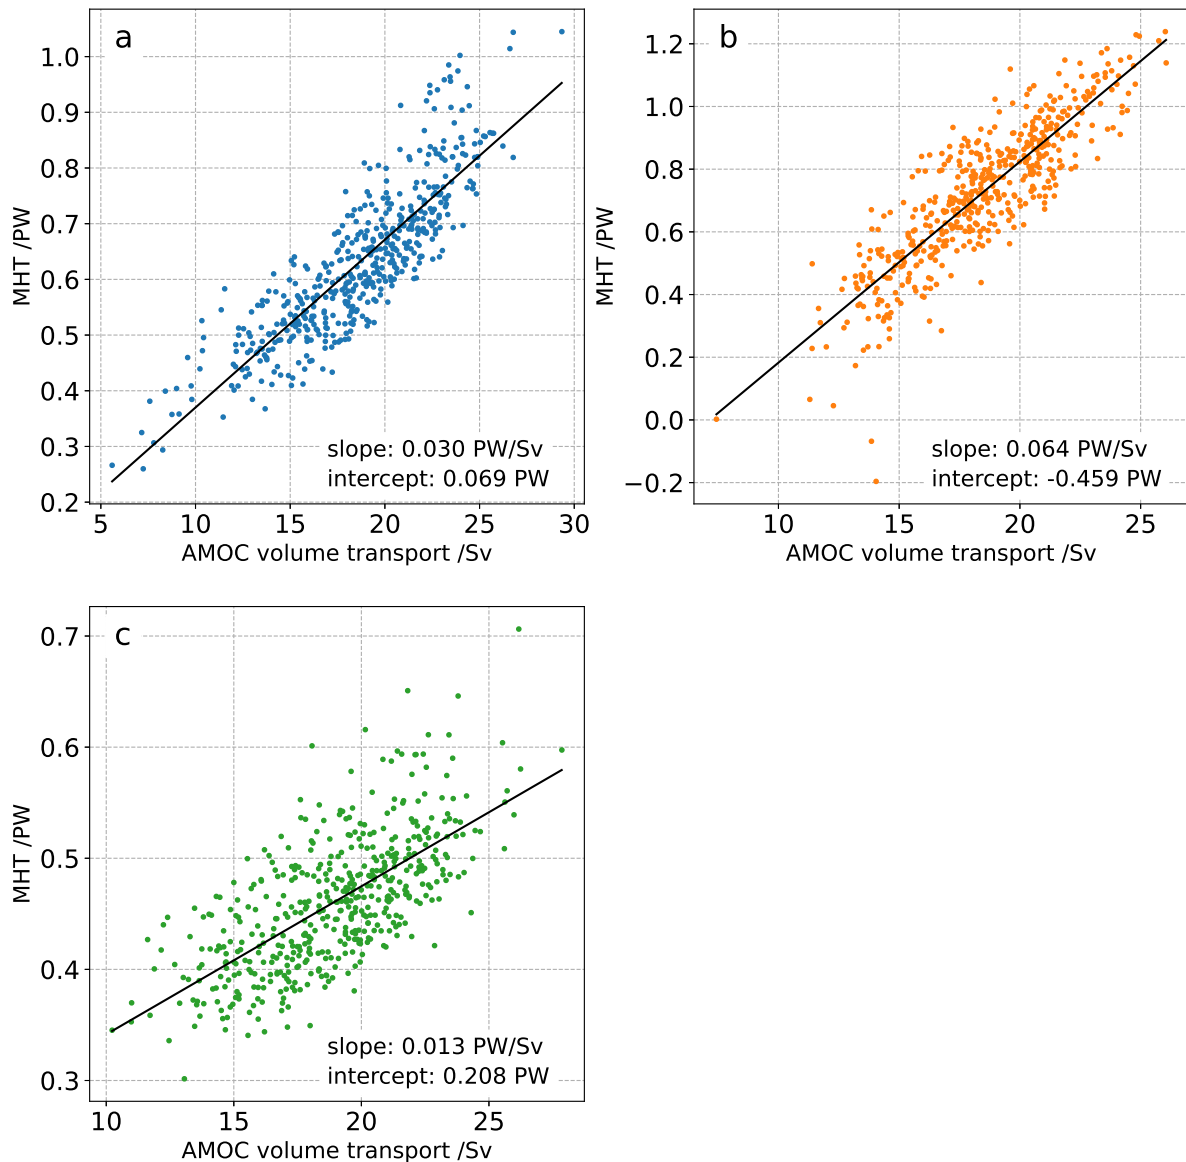 a
1.0
0.9
0.8
0.7
0.6
0.5
0.4
0.3
0.2
MHT /PW
slope: 0.030 PW/Sv
intercept: 0.069 PW
5 10 15 20 25 30
AMOC volume transport /Sv
b
1.2
1.0
0.8
0.6
0.4
0.2
0.0
−0.2
MHT /PW
slope: 0.064 PW/Sv
intercept: -0.459 PW
10 15 20 25
AMOC volume transport /Sv
c
0.7
0.6
0.5
0.4
0.3
MHT /PW
slope: 0.013 PW/Sv
intercept: 0.208 PW
10 15 20 25
AMOC volume transport /Sv